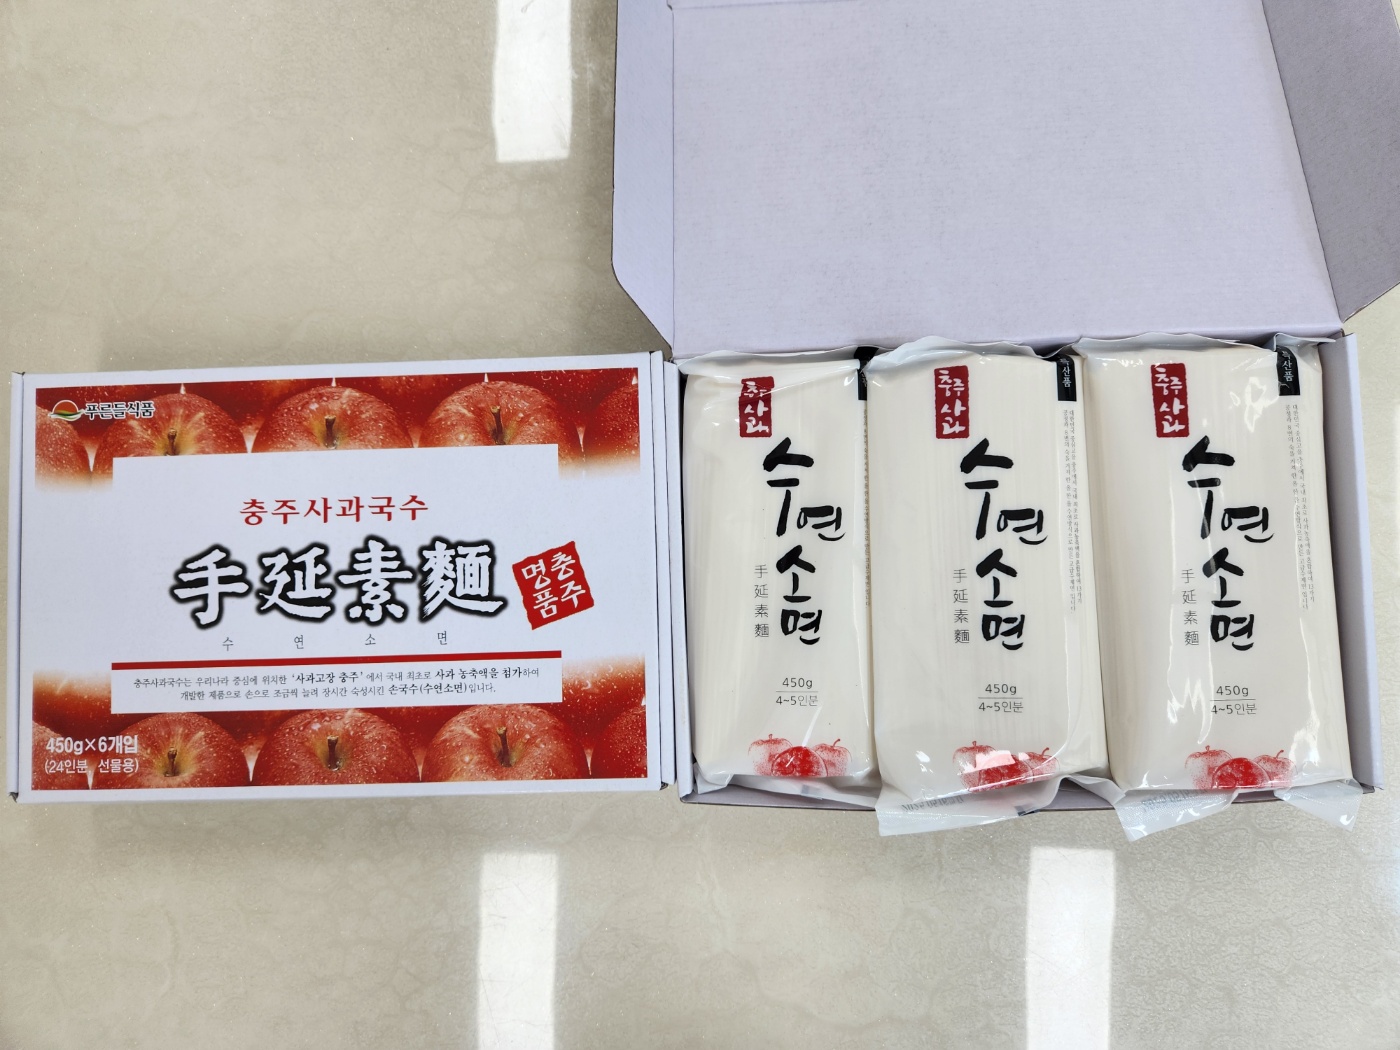 푸른들식품
충주사과국수
手延素麵
수 연 소 면
충주
명품
충주사과국수는 우리나라 중심에 위치한 '사과고장 충주'에서 국내 최초로 사과 농축액을 첨가하여
개발한 제품으로 손으로 조금씩 늘려 장시간 숙성시킨 손국수(수연소면)입니다.
450g×6개입
(24인분 선물용)
충주
사과
수연
소면
手延素麵
450g
4~5인분
충주
사과
특산품
수연
소면
手延素麵
450g
4~5인분
충주
사과
특산품
수연
소면
手延素麵
450g
4~5인분